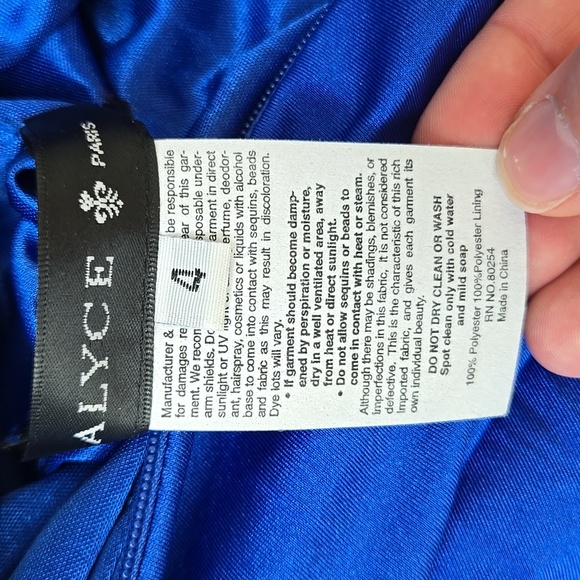 ALYCE PARIS
4
Manufacturer & be responsible
for damages re ear of this gar-
ment. We recon sposable under-
arm shields, arment in direct
sunlight or UV erfume, deodor-
ant, hairspray, cosmetics or liquids with alcohol
base to come into contact with sequins, beads
and fabric as this may result in discoloration.
Dye lots will vary.
• If garment should become damp-
ened by perspiration or moisture,
dry in a well ventilated area, away
from heat or direct sunlight.
• Do not allow sequins or beads to
come in contact with heat or steam.
Although there may be shadings, blemishes, or
imperfections in this fabric, it is not considered
defective. This is the characteristic of this rich
Imported fabric, and gives each garment its
own individual beauty.
DO NOT DRY CLEAN OR WASH
Spot clean only with cold water
and mild soap
100% Polyester 100%Polyester Lining
RN NO.80254
Made in China